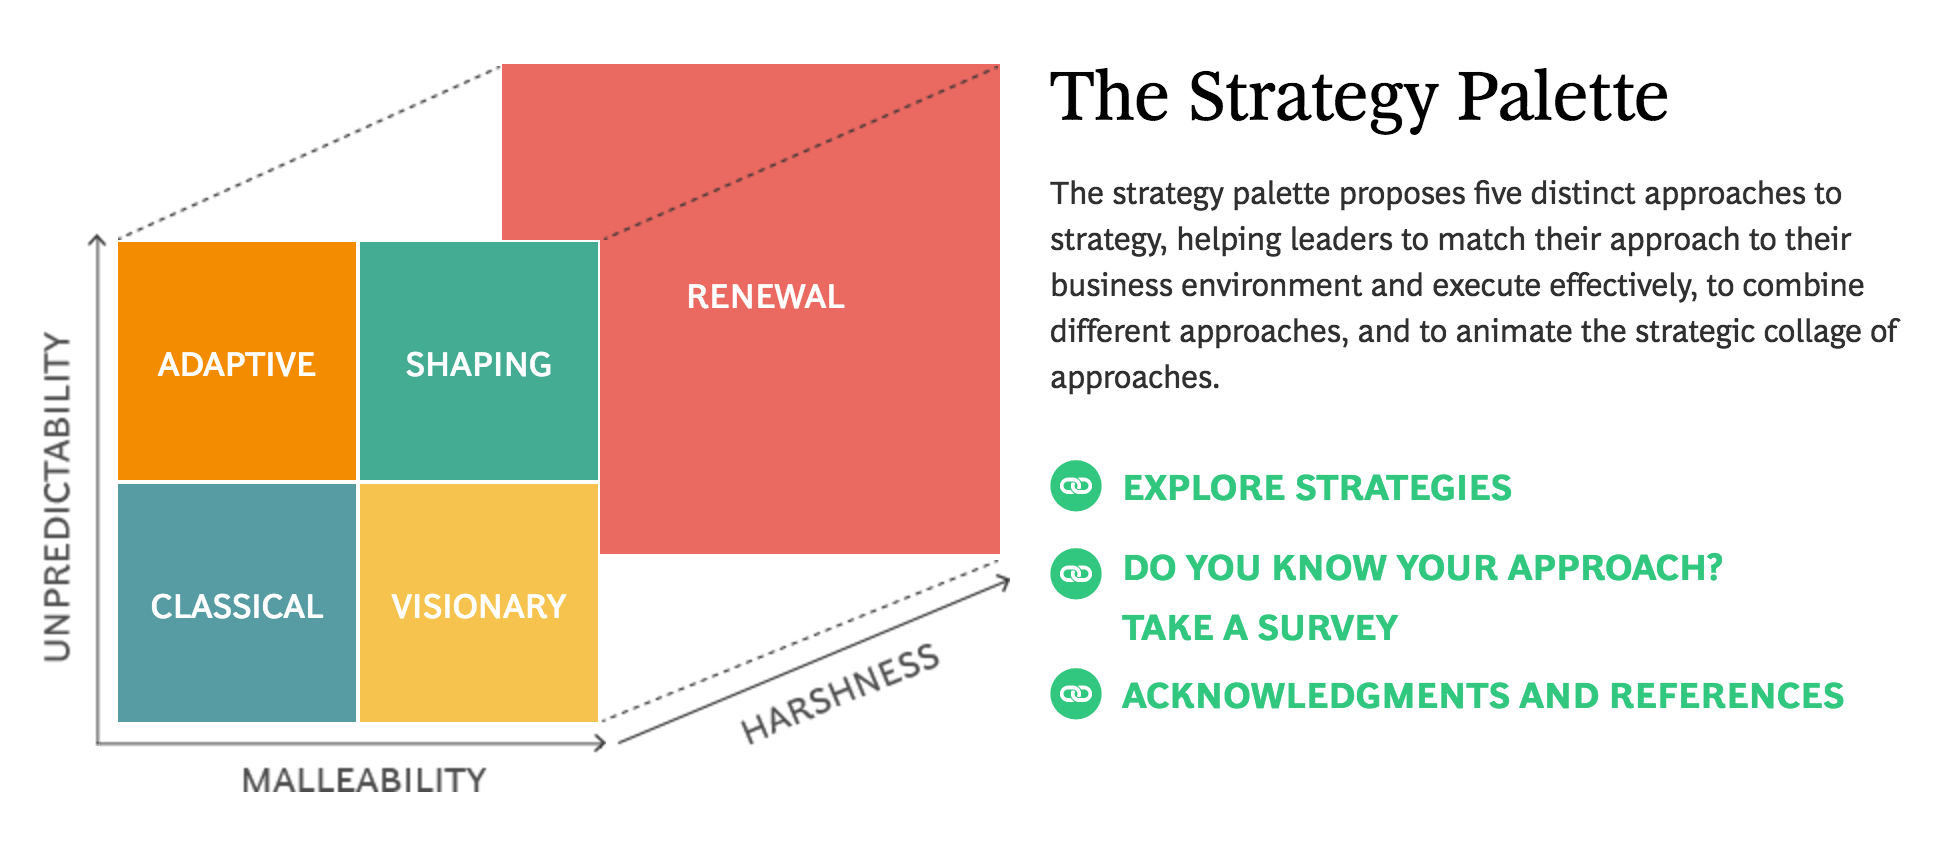 The Strategy Palette
The strategy palette proposes five distinct approaches to
strategy, helping leaders to match their approach to their
business environment and execute effectively, to combine
different approaches, and to animate the strategic collage of
approaches.
EXPLORE STRATEGIES
DO YOU KNOW YOUR APPROACH?
TAKE A SURVEY
ACKNOWLEDGMENTS AND REFERENCES
UNPREDICTABILITY
ADAPTIVE
SHAPING
RENEWAL
CLASSICAL
VISIONARY
MALLEABILITY
HARSHNESS